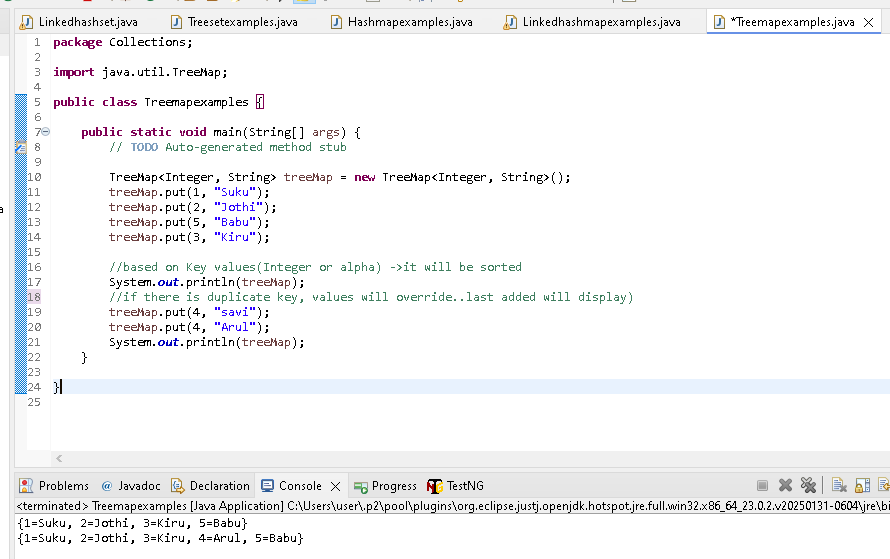 Linkedhashset.java
Treesetexamples.java
Hashmapexamples.java
Linkedhashmapexamples.java
*Treemapexamples.java
1 package Collections;
2
3 import java.util.TreeMap;
4
5 public class Treemapexamples {
6
7 public static void main(String[] args) {
8 // TODO Auto-generated method stub
9
10 TreeMap<Integer, String> treeMap = new TreeMap<Integer, String>();
11 treeMap.put(1, "Suku");
12 treeMap.put(2, "Jothi");
13 treeMap.put(5, "Babu");
14 treeMap.put(3, "Kiru");
15
16 //based on Key values(Integer or alpha) ->it will be sorted
17 System.out.println(treeMap);
18 //if there is duplicate key, values will override..last added will display)
19 treeMap.put(4, "savi");
20 treeMap.put(4, "Arul");
21 System.out.println(treeMap);
22 }
23
24 }
25
Problems @ Javadoc Declaration Console Progress TestNG
<terminated> Treemapexamples [Java Application] C:\Users\user\.p2\pool\plugins\org.eclipse.justj.openjdk.hotspot.jre.full.win32.x86_64_23.0.2.v20250131-0604\jre\bi
{1=Suku, 2=Jothi, 3=Kiru, 5=Babu}
{1=Suku, 2=Jothi, 3=Kiru, 4=Arul, 5=Babu}